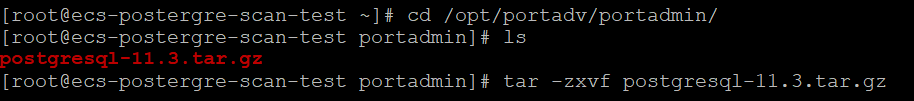 [root@ecs-postergre-scan-test ~]# cd /opt/portadv/portadmin/
[root@ecs-postergre-scan-test portadmin]# ls
postgresql-11.3.tar.gz
[root@ecs-postergre-scan-test portadmin]# tar -zxvf postgresql-11.3.tar.gz